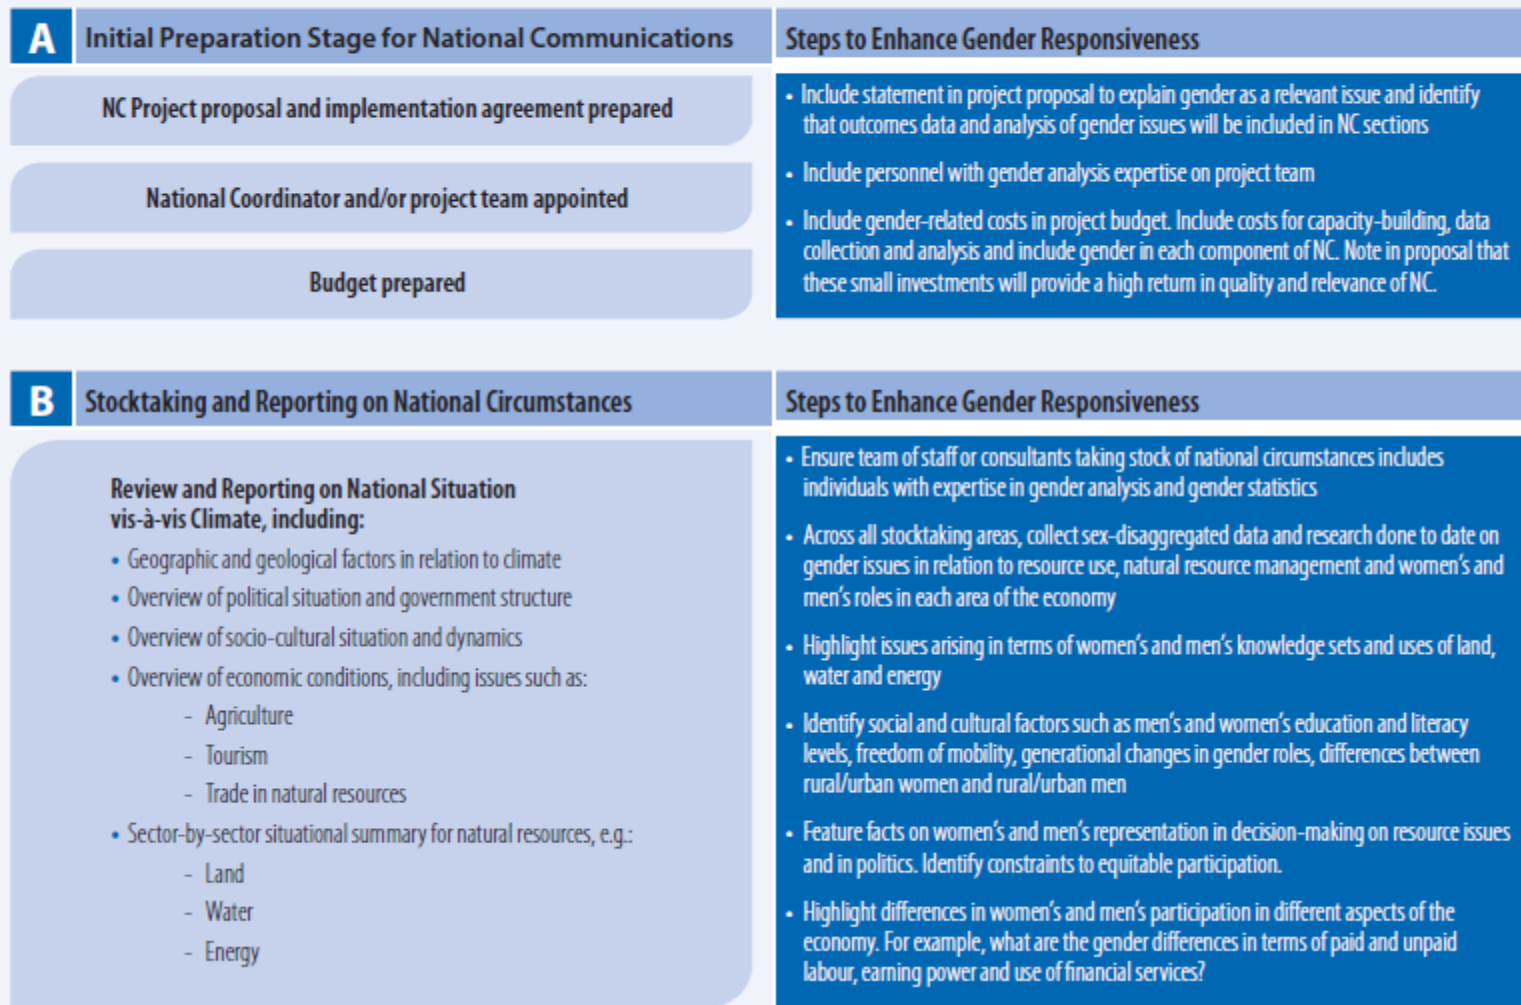 A
Initial Preparation Stage for National Communications
Steps to Enhance Gender Responsiveness
NC Project proposal and implementation agreement prepared
National Coordinator and/or project team appointed
Budget prepared
• Include statement in project proposal to explain gender as a relevant issue and identify
that outcomes data and analysis of gender issues will be included in NC sections
• Include personnel with gender analysis expertise on project team
• Include gender-related costs in project budget. Include costs for capacity-building, data
collection and analysis and include gender in each component of NC. Note in proposal that
these small investments will provide a high return in quality and relevance of NC.
B
Stocktaking and Reporting on National Circumstances
Steps to Enhance Gender Responsiveness
Review and Reporting on National Situation
vis-à-vis Climate, including:
• Geographic and geological factors in relation to climate
• Overview of political situation and government structure
• Overview of socio-cultural situation and dynamics
• Overview of economic conditions, including issues such as:
- Agriculture
- Tourism
- Trade in natural resources
• Sector-by-sector situational summary for natural resources, e.g.:
- Land
- Water
- Energy
• Ensure team of staff or consultants taking stock of national circumstances includes
individuals with expertise in gender analysis and gender statistics
• Across all stocktaking areas, collect sex-disaggregated data and research done to date on
gender issues in relation to resource use, natural resource management and women's and
men's roles in each area of the economy
• Highlight issues arising in terms of women's and men's knowledge sets and uses of land,
water and energy
• Identify social and cultural factors such as men's and women's education and literacy
levels, freedom of mobility, generational changes in gender roles, differences between
rural/urban women and rural/urban men
• Feature facts on women's and men's representation in decision-making on resource issues
and in politics. Identify constraints to equitable participation.
• Highlight differences in women's and men's participation in different aspects of the
economy. For example, what are the gender differences in terms of paid and unpaid
labour, earning power and use of financial services?